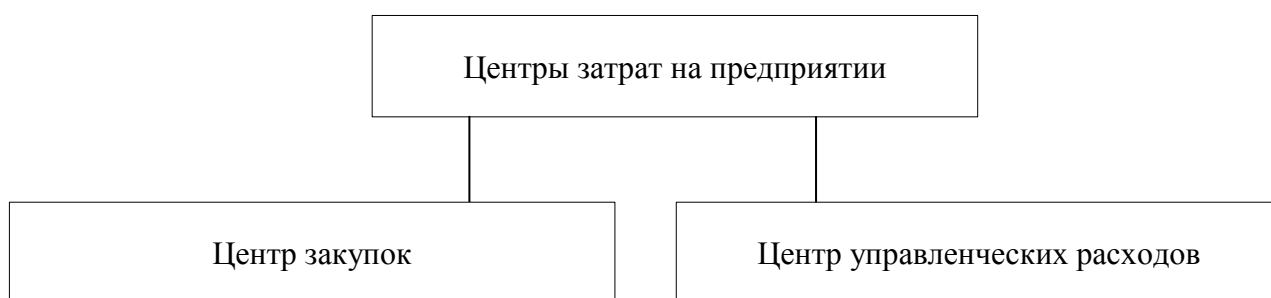 Центры затрат на предприятии
Центр закупок
Центр управленческих расходов